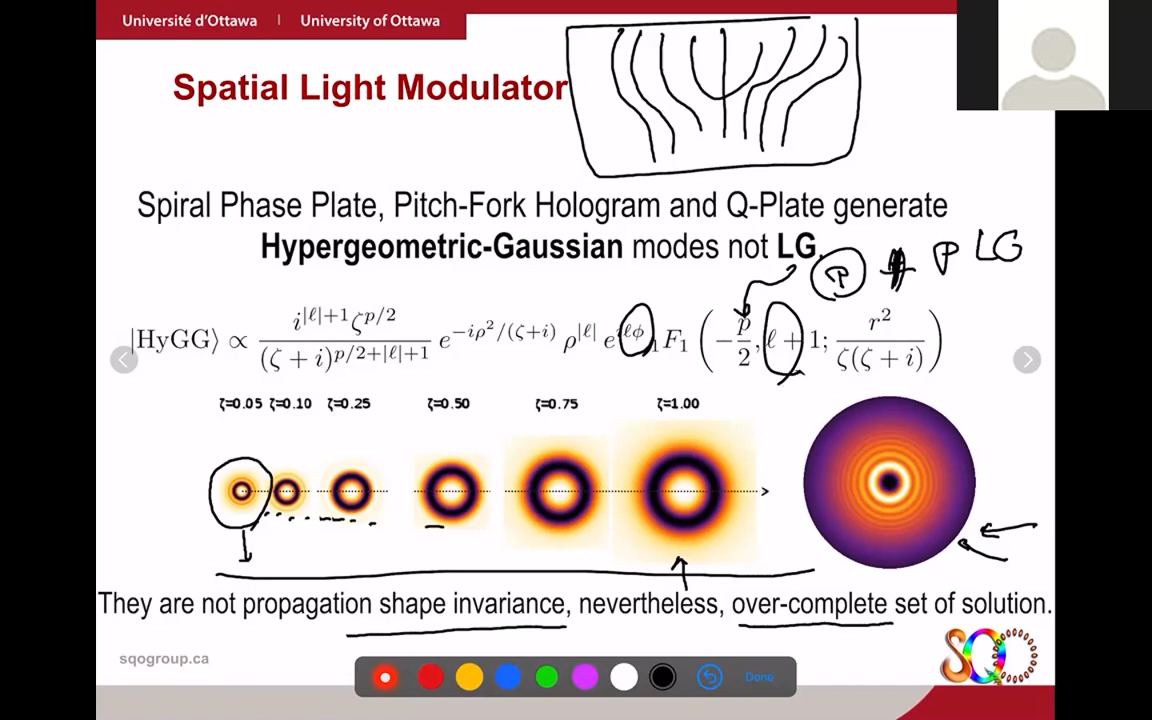 Université d'Ottawa | University of Ottawa
Spatial Light Modulator
Spiral Phase Plate, Pitch-Fork Hologram and Q-Plate generate
Hypergeometric-Gaussian modes not LG.
P ≠ P LG
|HyGG⟩ ∝ i^{|ℓ|+1} ζ^{p/2} / (ζ + i)^{p/2+|ℓ|+1} e^{-iρ²/(ζ+i)} ρ^{|ℓ|} e^{iℓφ} ₁F₁ (−p/2, ℓ + 1; r²/ζ(ζ + i))
ζ=0.05 ζ=0.10 ζ=0.25 ζ=0.50 ζ=0.75 ζ=1.00
They are not propagation shape invariance, nevertheless, over-complete set of solution.
sqogroup.ca
SQO
Done